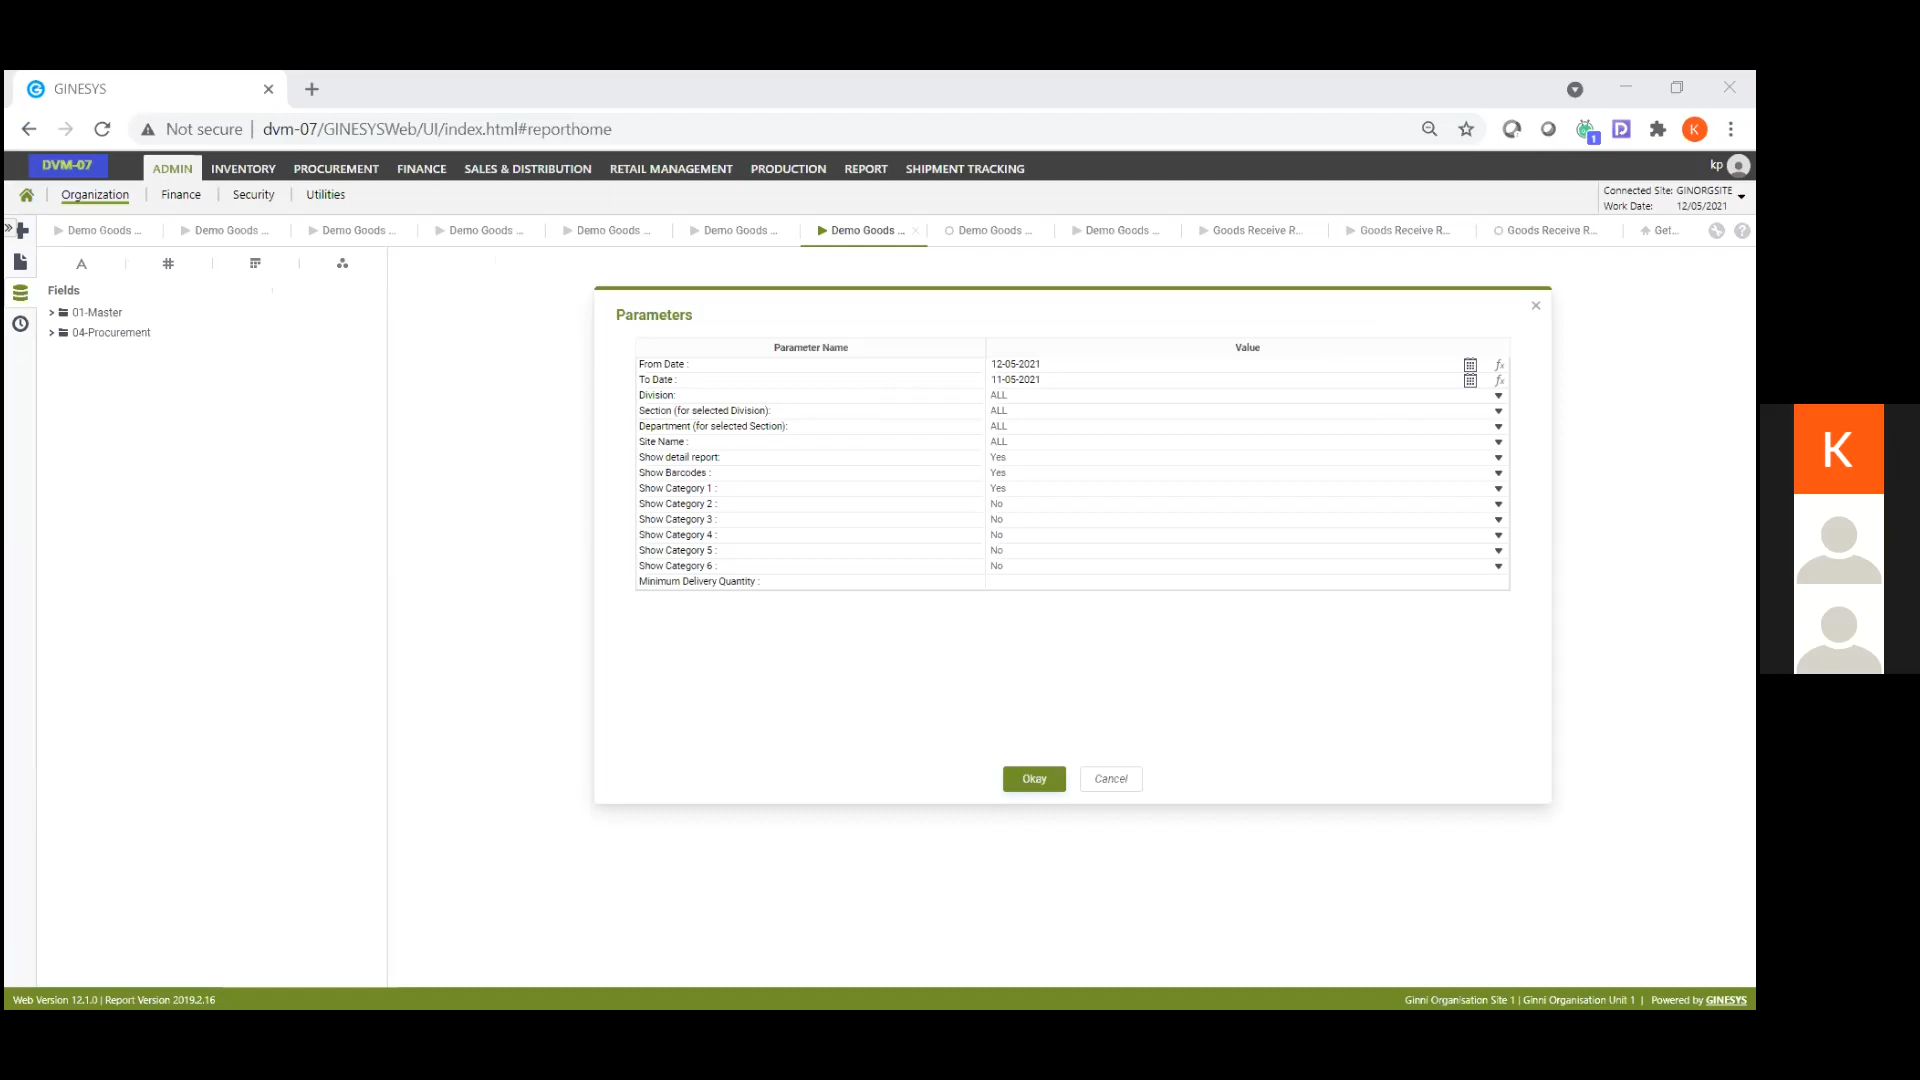 GINESYS
Not secure | dvm-07/GINESYSWeb/UI/index.html#reporthome
K
1
DVM-07 ADMIN INVENTORY PROCUREMENT FINANCE SALES & DISTRIBUTION RETAIL MANAGEMENT PRODUCTION REPORT SHIPMENT TRACKING kp
Organization Finance Security Utilities
Connected Site: GINORGSITE
Work Date: 12/05/2021
Demo Goods ... Demo Goods ... Demo Goods ... Demo Goods ... Demo Goods ... Demo Goods ... Demo Goods ... Demo Goods ... Demo Goods ... Goods Receive R... Goods Receive R... Goods Receive R... Get...
A #
Fields
01-Master
04-Procurement
Parameters
Parameter Name Value
From Date : 12-05-2021 fx
To Date : 11-05-2021 fx
Division: ALL
Section (for selected Division): ALL
Department (for selected Section): ALL
Site Name : ALL
Show detail report: Yes
Show Barcodes : Yes
Show Category 1 : Yes
Show Category 2 : No
Show Category 3 : No
Show Category 4 : No
Show Category 5 : No
Show Category 6 : No
Minimum Delivery Quantity :
Okay Cancel
K
Web Version 12.1.0 | Report Version 2019.2.16
Ginni Organisation Site 1 | Ginni Organisation Unit 1 | Powered by GINESYS